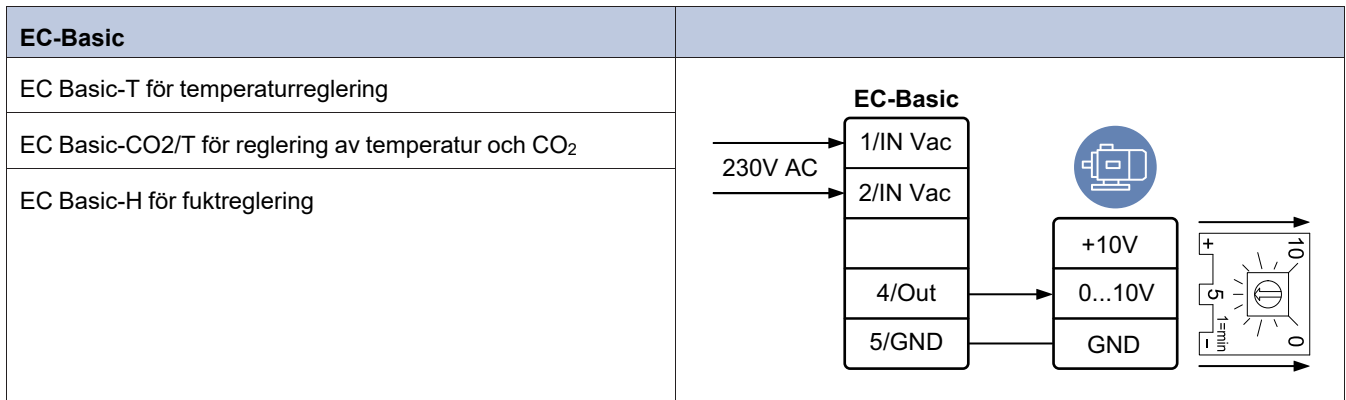 EC-Basic
EC Basic-T för temperaturreglering
EC Basic-CO2/T för reglering av temperatur och CO₂
EC Basic-H för fuktreglering
EC-Basic
230V AC
1/IN Vac
2/IN Vac
4/Out
5/GND
+10V
0...10V
GND
+
10
5
1=min
-
0